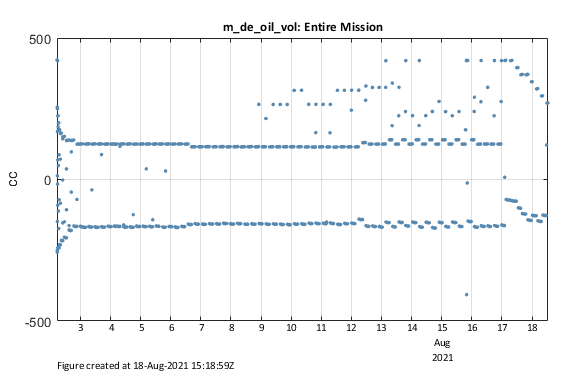 m_de_oil_vol: Entire Mission
500
0
-500
CC
3 4 5 6 7 8 9 10 11 12 13 14 15 16 17 18
Aug
2021
Figure created at 18-Aug-2021 15:18:59Z